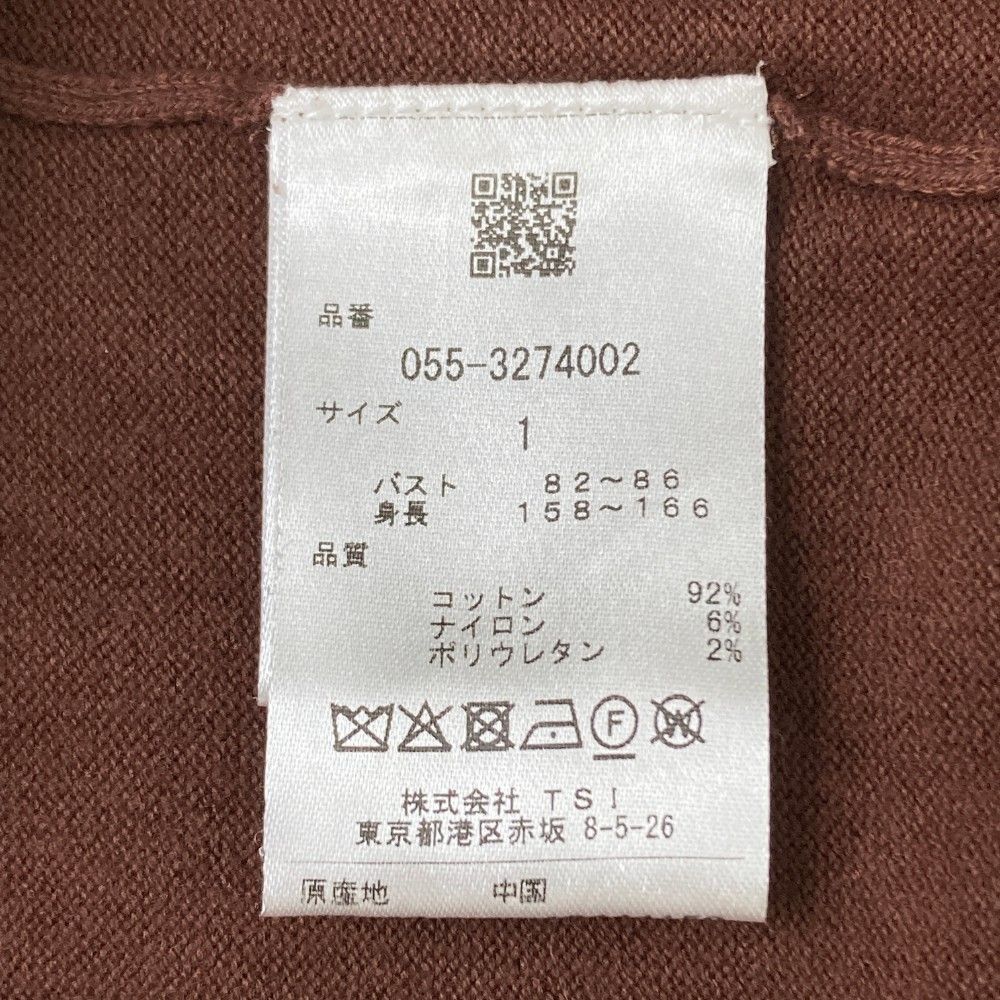 品番
055-3274002
サイズ
1
バスト 82～86
身長 158～166
品質
コットン 92%
ナイロン 6%
ポリウレタン 2%
F W
株式会社 TSI
東京都港区赤坂 8-5-26
原産地 中国